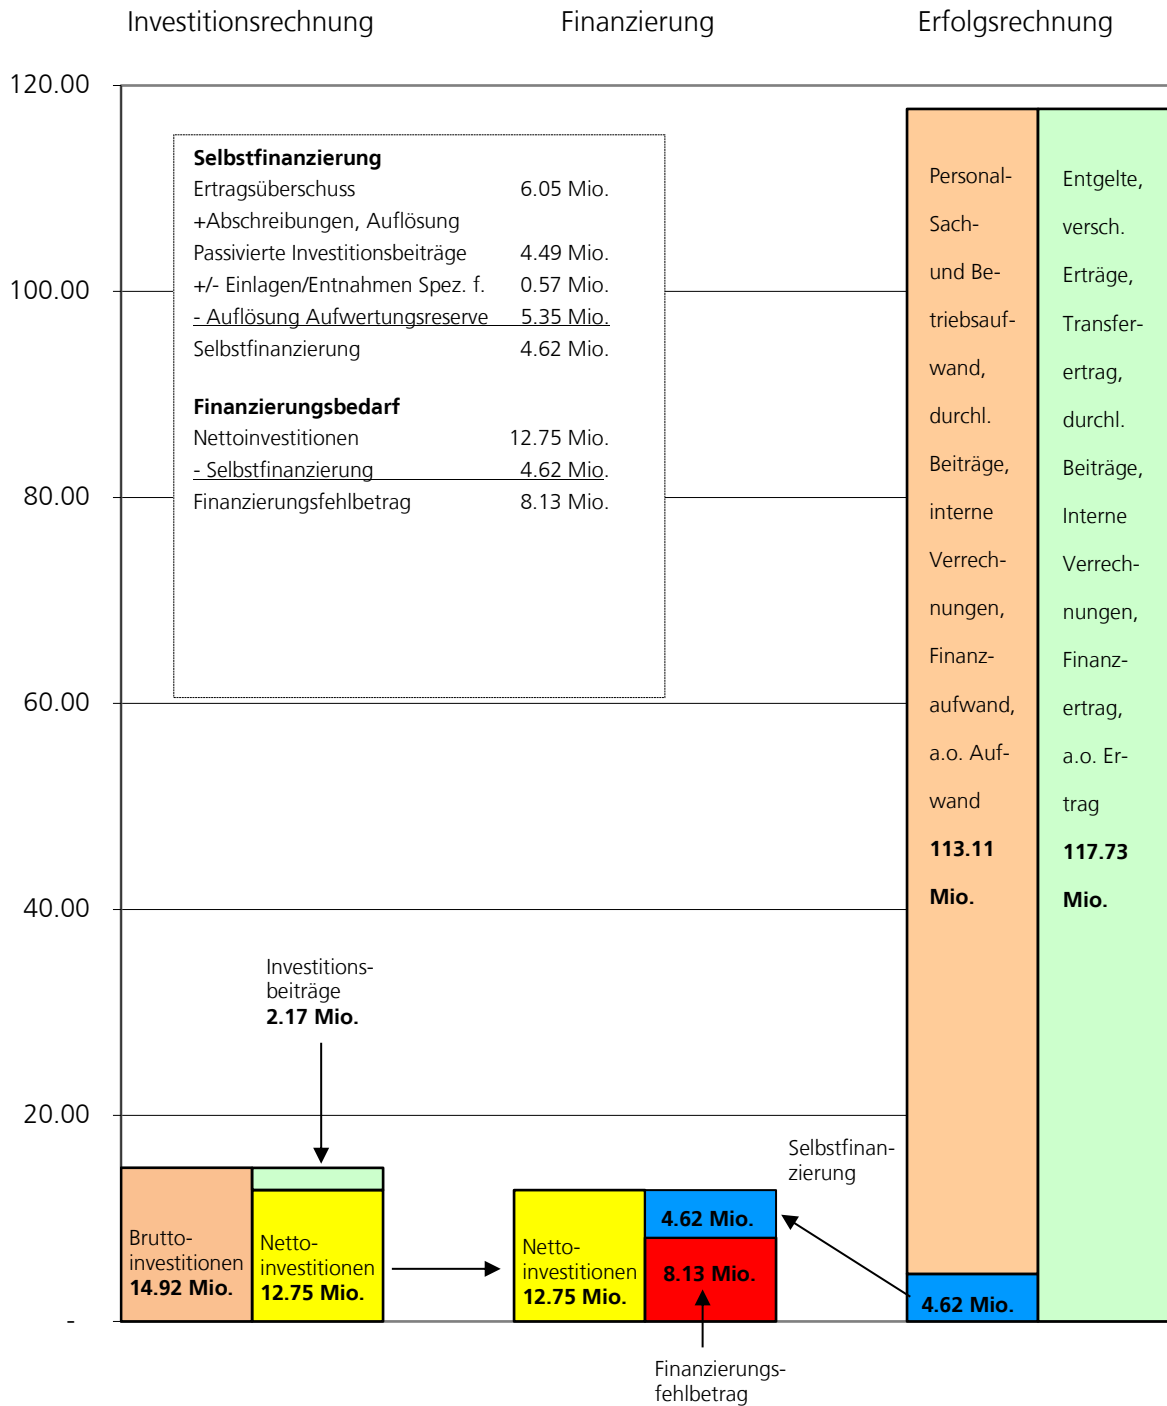 Investitionsrechnung Finanzierung Erfolgsrechnung
120.00
100.00
80.00
60.00
40.00
20.00
-
Selbstfinanzierung
Ertragsüberschuss 6.05 Mio.
+Abschreibungen, Auflösung
Passivierte Investitionsbeiträge 4.49 Mio.
+/- Einlagen/Entnahmen Spez. f. 0.57 Mio.
- Auflösung Aufwertungsreserve 5.35 Mio.
Selbstfinanzierung 4.62 Mio.
Finanzierungsbedarf
Nettoinvestitionen 12.75 Mio.
- Selbstfinanzierung 4.62 Mio.
Finanzierungsfehlbetrag 8.13 Mio.
Investitions-
beiträge
2.17 Mio.
Brutto-
investitionen
14.92 Mio.
Netto-
investitionen
12.75 Mio.
Netto-
investitionen
12.75 Mio.
4.62 Mio.
8.13 Mio.
Finanzierungs-
fehlbetrag
Selbstfinan-
zierung
Personal-
Sach-
und Be-
triebsauf-
wand,
durchl.
Beiträge,
interne
Verrech-
nungen,
Finanz-
aufwand,
a.o. Auf-
wand
113.11
Mio.
4.62 Mio.
Entgelte,
versch.
Erträge,
Transfer-
ertrag,
durchl.
Beiträge,
Interne
Verrech-
nungen,
Finanz-
ertrag,
a.o. Er-
trag
117.73
Mio.